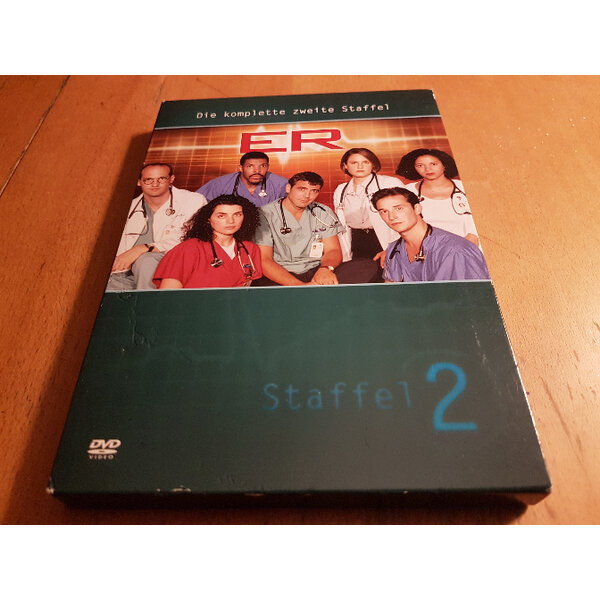 Die komplette zweite Staffel
ER
Staffel 2
DVD
VIDEO